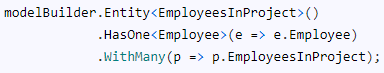 modelBuilder.Entity<EmployeesInProject>()
.HasOne<Employee>(e => e.Employee)
.WithMany(p => p.EmployeesInProject);